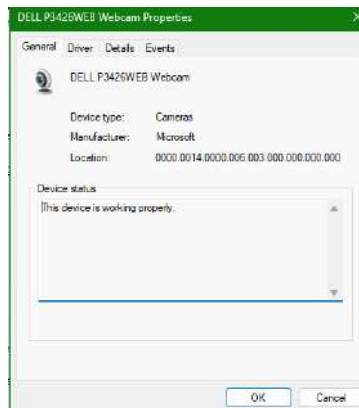 DELL P3426WEB Webcam Properties
General Driver Details Events
DELL P3426WEB Webcam
Device type: Cameras
Manufacturer: Microsoft
Location: 0000.0014.0000.006.003.000.000.000.000
Device status
This device is working properly.
OK Cancel